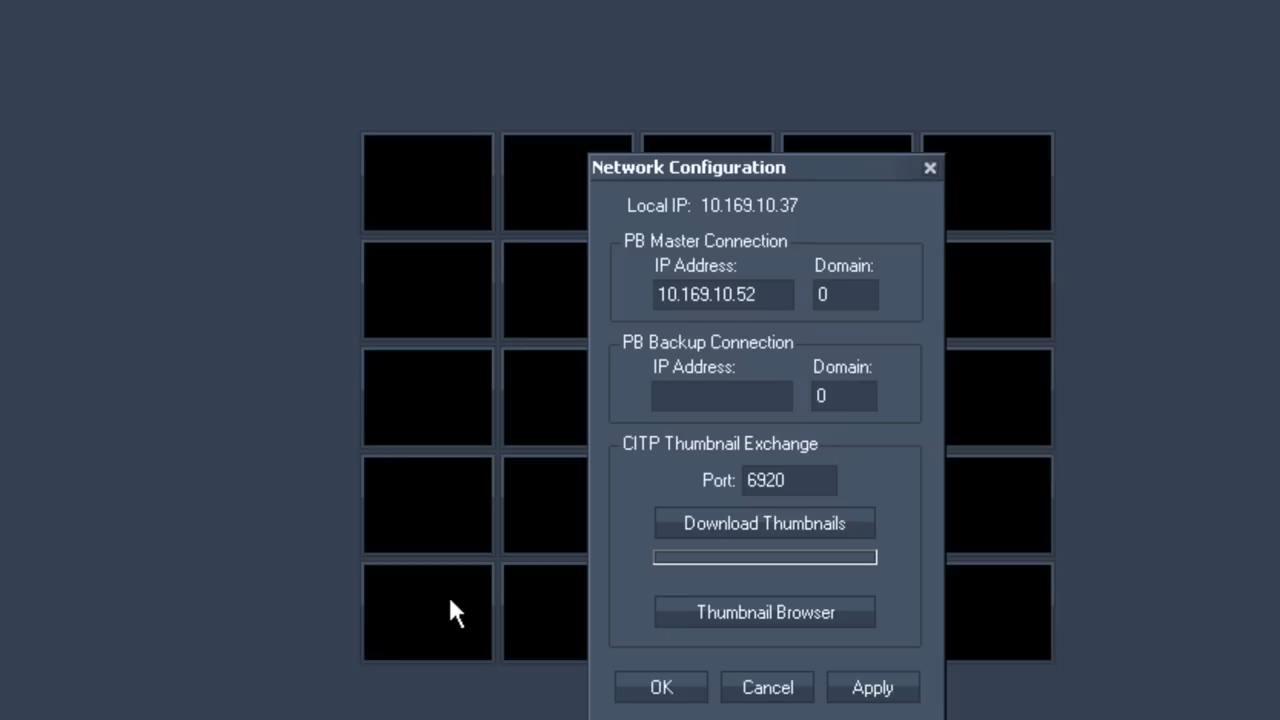 Network Configuration
Local IP: 10.169.10.37
PB Master Connection
IP Address: Domain:
10.169.10.52 0
PB Backup Connection
IP Address: Domain:
0
CITP Thumbnail Exchange
Port: 6920
Download Thumbnails
Thumbnail Browser
OK Cancel Apply